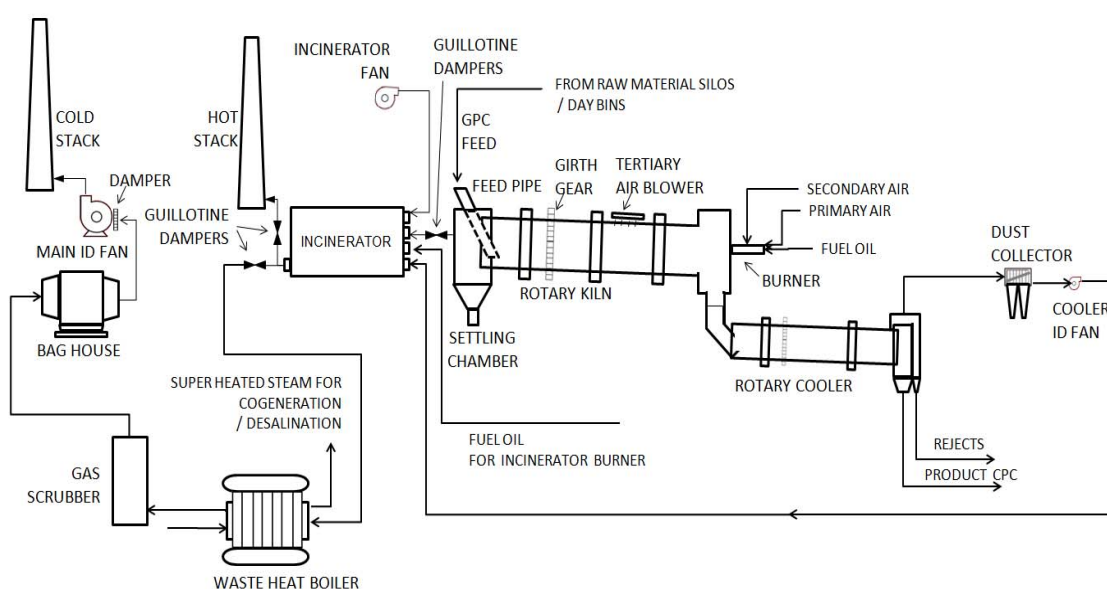 COLD
STACK
DAMPER
MAIN ID FAN
BAG HOUSE
HOT
STACK
GUILLOTINE
DAMPERS
INCINERATOR
FAN
GUILLOTINE
DAMPERS
INCINERATOR
FROM RAW MATERIAL SILOS
/ DAY BINS
GPC
FEED
FEED PIPE
GIRTH
GEAR
TERTIARY
AIR BLOWER
SECONDARY AIR
PRIMARY AIR
FUEL OIL
BURNER
ROTARY KILN
SETTLING
CHAMBER
DUST
COLLECTOR
COOLER
ID FAN
ROTARY COOLER
REJECTS
PRODUCT CPC
SUPER HEATED STEAM FOR
COGENERATION
/ DESALINATION
FUEL OIL
FOR INCINERATOR BURNER
GAS
SCRUBBER
WASTE HEAT BOILER